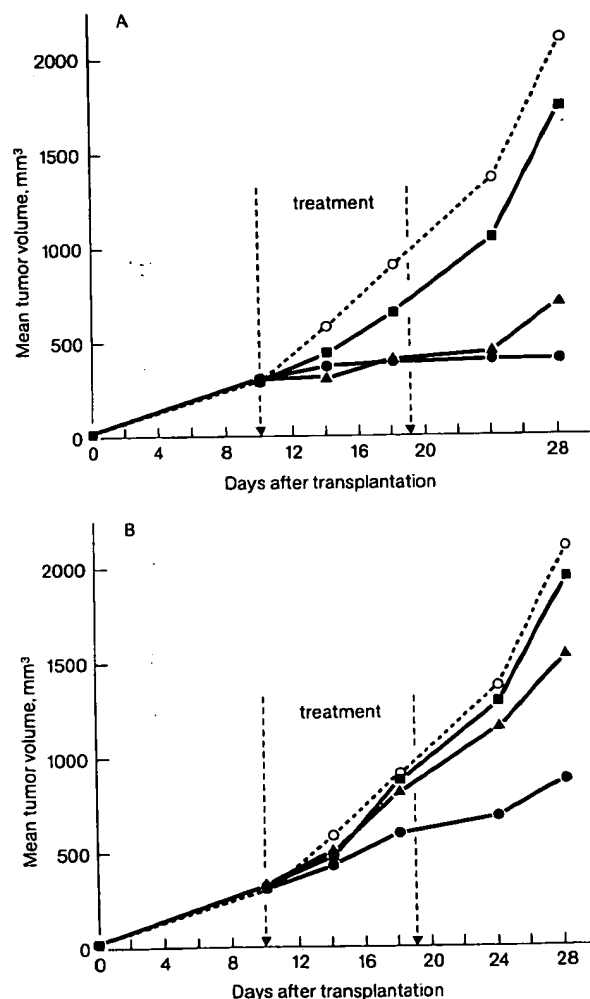 A
2000
1500
1000
500
0
Mean tumor volume, mm³
treatment
0 4 8 12 16 20 24 28
Days after transplantation
B
2000
1500
1000
500
0
Mean tumor volume, mm³
treatment
0 4 8 12 16 20 24 28
Days after transplantation